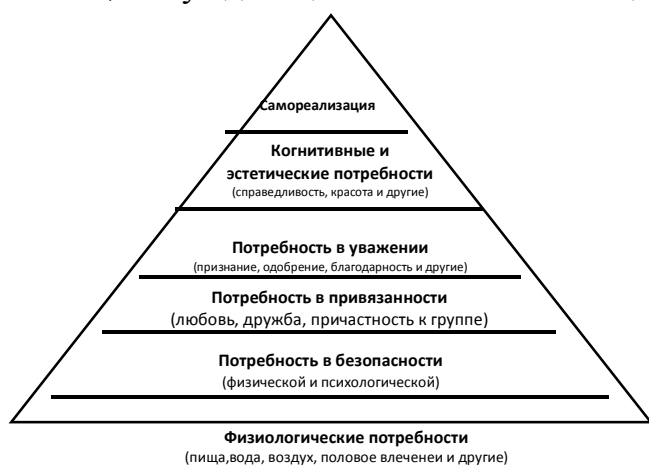 Самореализация
Когнитивные и
эстетические потребности
(справедливость, красота и другие)
Потребность в уважении
(признание, одобрение, благодарность и другие)
Потребность в привязанности
(любовь, дружба, причастность к группе)
Потребность в безопасности
(физической и психологической)
Физиологические потребности
(пища,вода, воздух, половое влеченеи и другие)